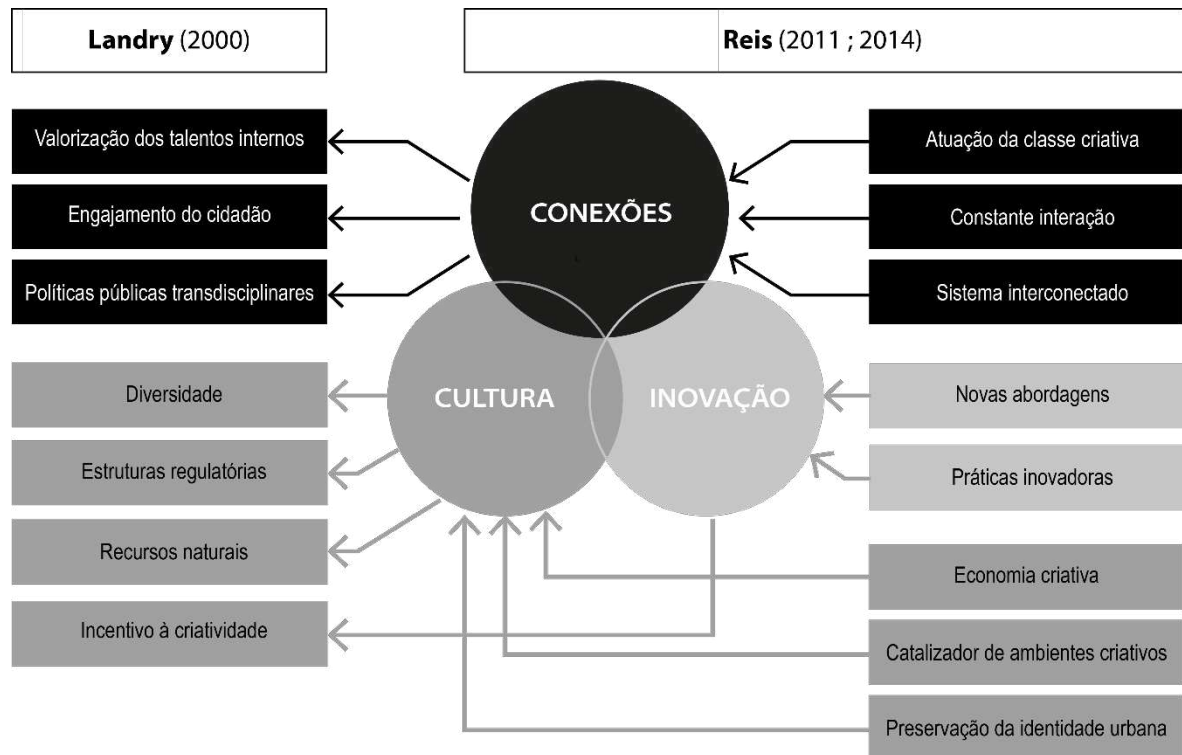 Landry (2000)
Reis (2011 ; 2014)
Valorização dos talentos internos
Engajamento do cidadão
Políticas públicas transdisciplinares
Diversidade
Estruturas regulatórias
Recursos naturais
Incentivo à criatividade
CONEXÕES
CULTURA
INOVAÇÃO
Atuação da classe criativa
Constante interação
Sistema interconectado
Novas abordagens
Práticas inovadoras
Economia criativa
Catalizador de ambientes criativos
Preservação da identidade urbana